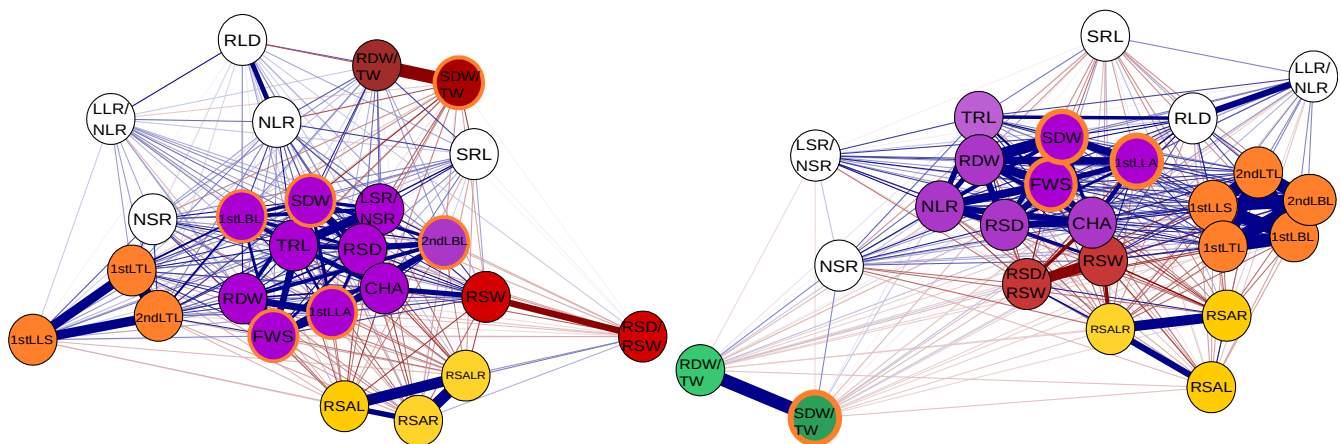 RLD
RDW/
TW
SDW/
TW
LLR/
NLR
NLR
SRL
NSR
1stLBL
SDW
LSR/
NSR
TRL
RSD
2ndLBL
1stLTL
RDW
CHA
RSW
2ndLTL
1stLLA
FWS
1stLLS
RSD/
RSW
RSALR
RSAL
RSAR
SRL
LLR/
NLR
TRL
RLD
SDW
LSR/
NSR
RDW
1stLLA
2ndLTL
FWS
2ndLBL
NLR
1stLLS
RSD
CHA
1stLTL
1stLBL
NSR
RSW
RSD/
RSW
RSAR
RSALR
RDW/
TW
RSAL
SDW/
TW